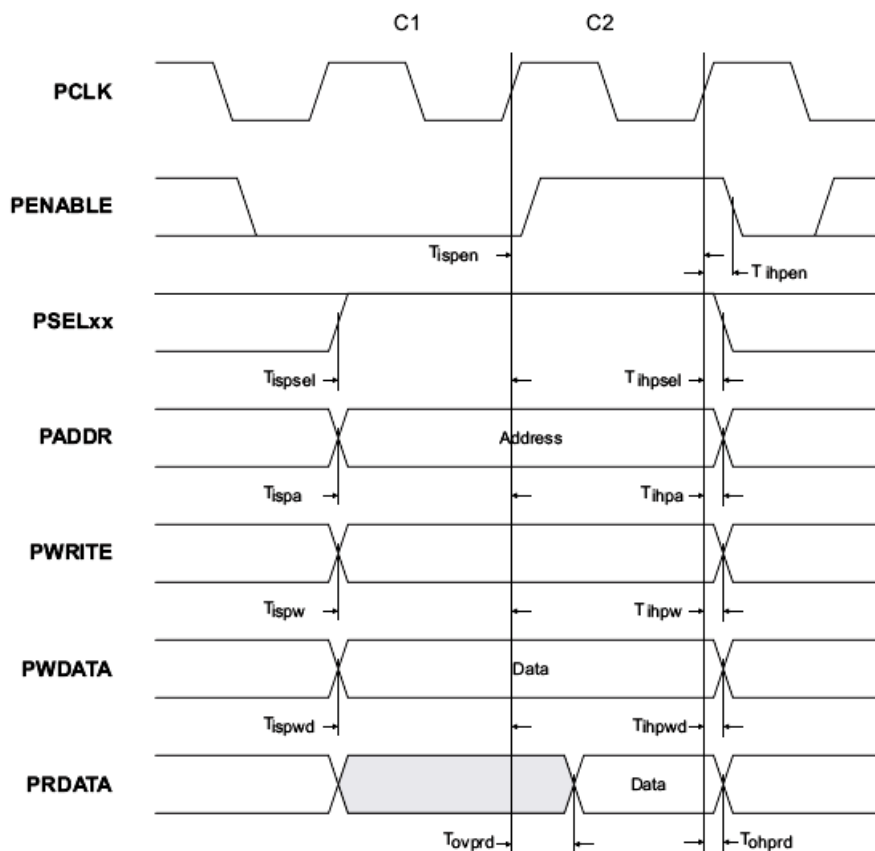 C1 C2
PCLK
PENABLE
Tispen
Tihpen
PSELxx
Tispsel Tihpsel
PADDR Address
Tispa Tihpa
PWRITE
Tispw Tihpw
PWDATA Data
Tispwd Tihpwd
PRDATA Data
Tovprd Tohprd